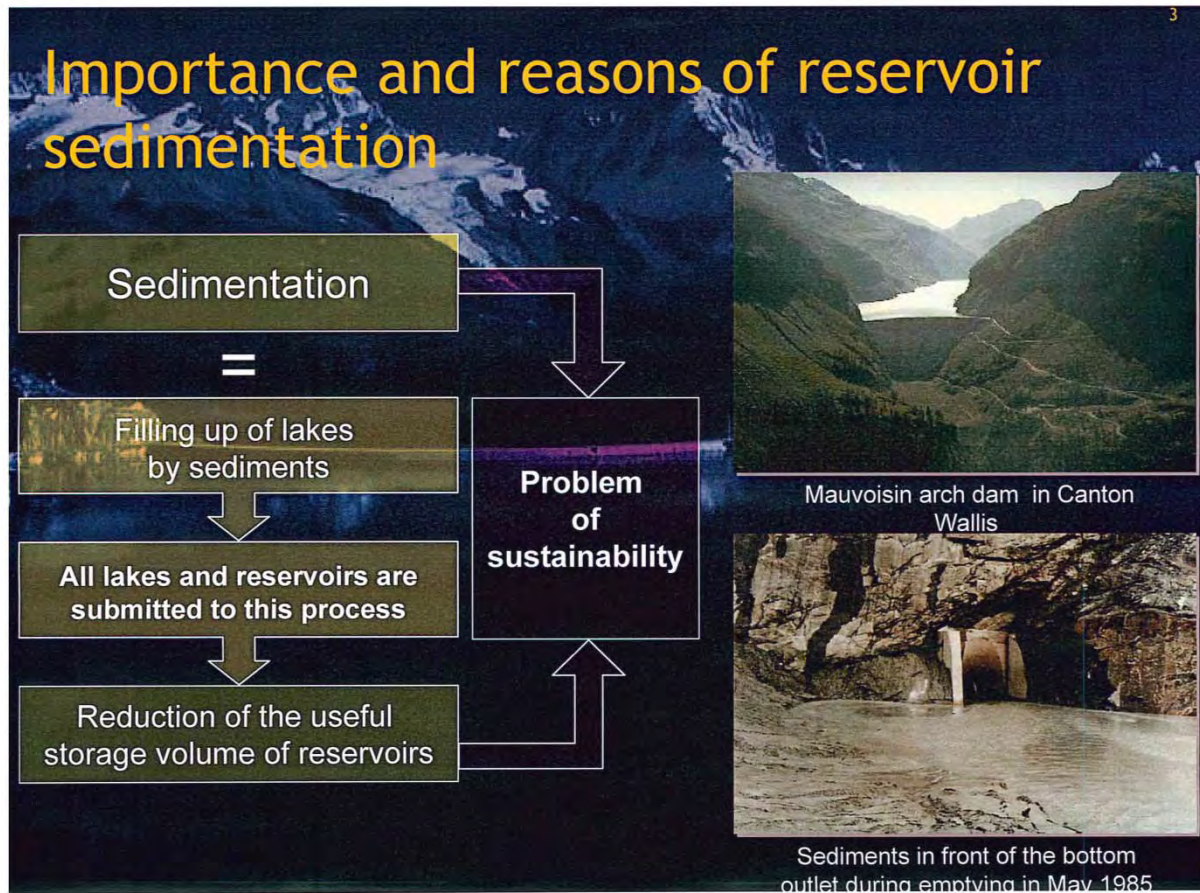 3
Importance and reasons of reservoir
sedimentation
Sedimentation
=
Filling up of lakes
by sediments
All lakes and reservoirs are
submitted to this process
Reduction of the useful
storage volume of reservoirs
Problem
of
sustainability
Mauvoisin arch dam in Canton
Wallis
Sediments in front of the bottom
outlet during emptying in May 1985